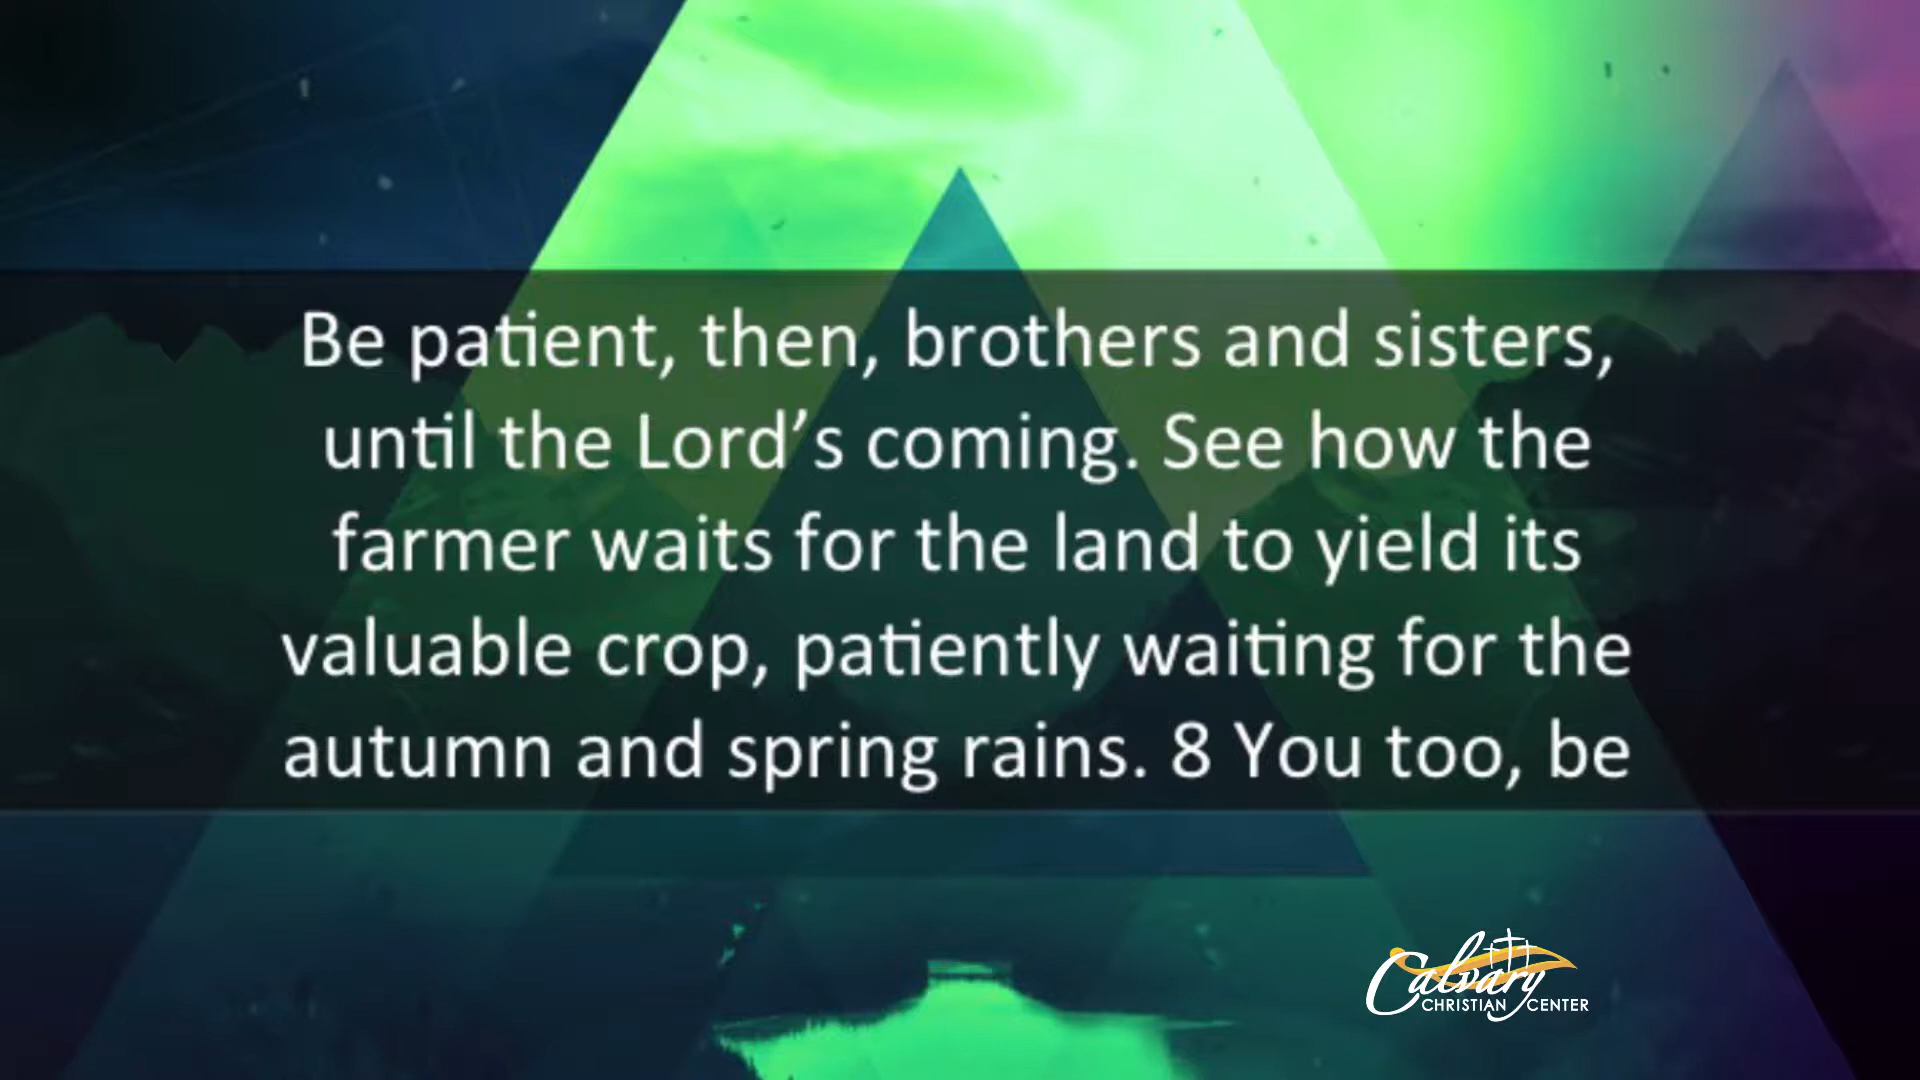 Be patient, then, brothers and sisters,
until the Lord’s coming. See how the
farmer waits for the land to yield its
valuable crop, patiently waiting for the
autumn and spring rains. 8 You too, be
Calvary
CHRISTIAN CENTER